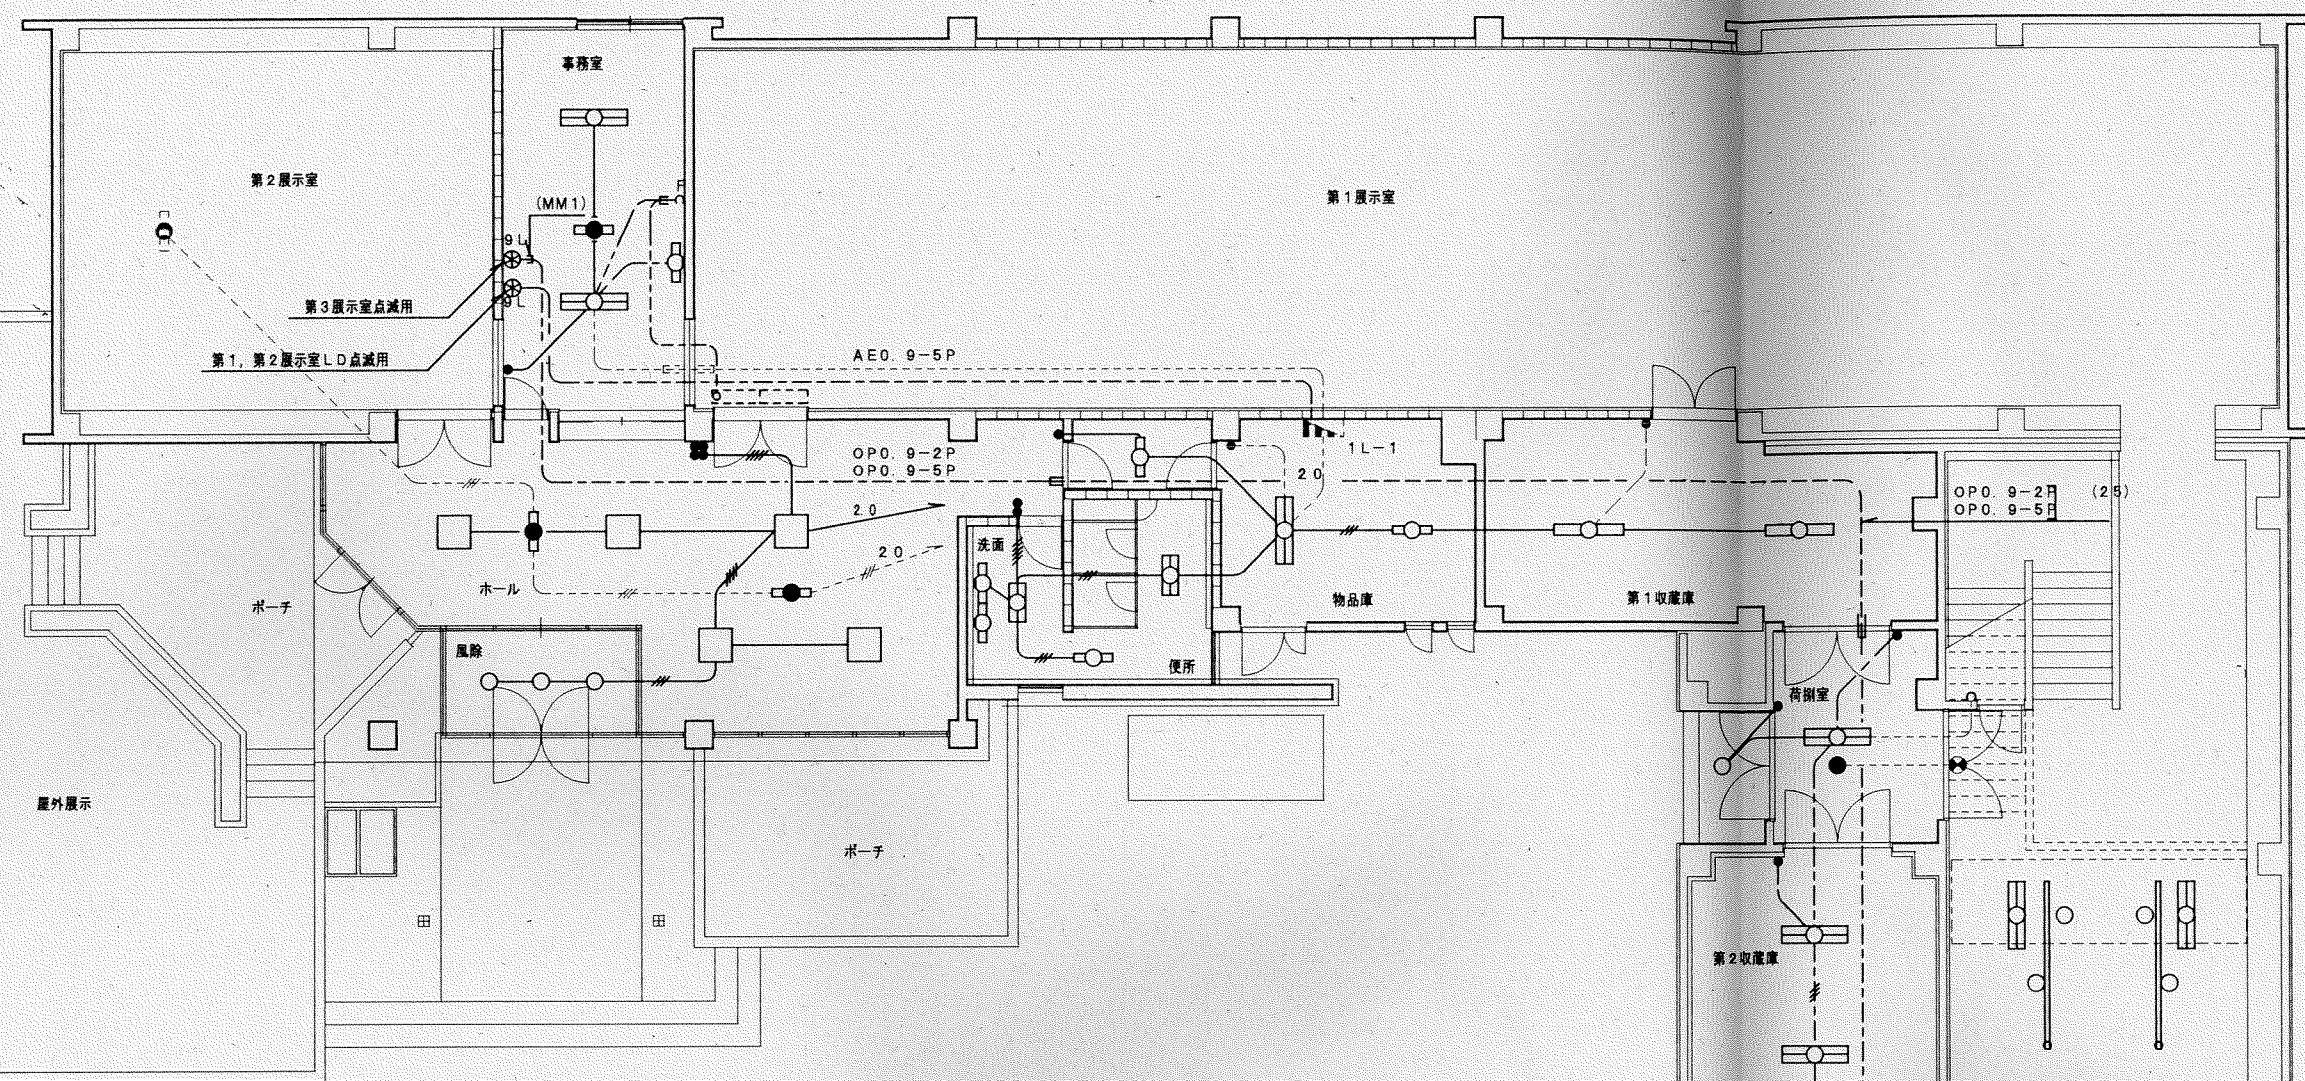 事務室
第2展示室
第1展示室
(MM1)
F
9L
9L
第3展示室点滅用
第1,第2展示室LD点滅用
AE0.9-5P
OP0.9-2P
OP0.9-5P
1L-1
20
OP0.9-2P (25)
OP0.9-5P
20
20
洗面
ホール
ポーチ
物品庫
第1収蔵庫
風除
便所
荷捌室
屋外展示
ポーチ
第2収蔵庫